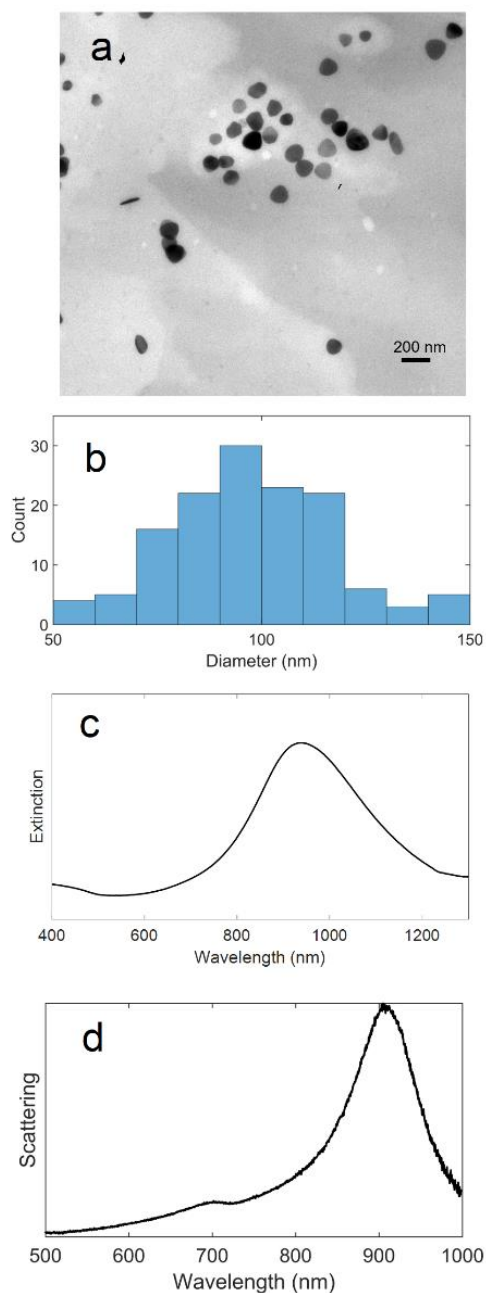 a
200 nm
b
Count
30
20
10
0
50
100
150
Diameter (nm)
c
Extinction
400
600
800
1000
1200
Wavelength (nm)
d
Scattering
500
600
700
800
900
1000
Wavelength (nm)